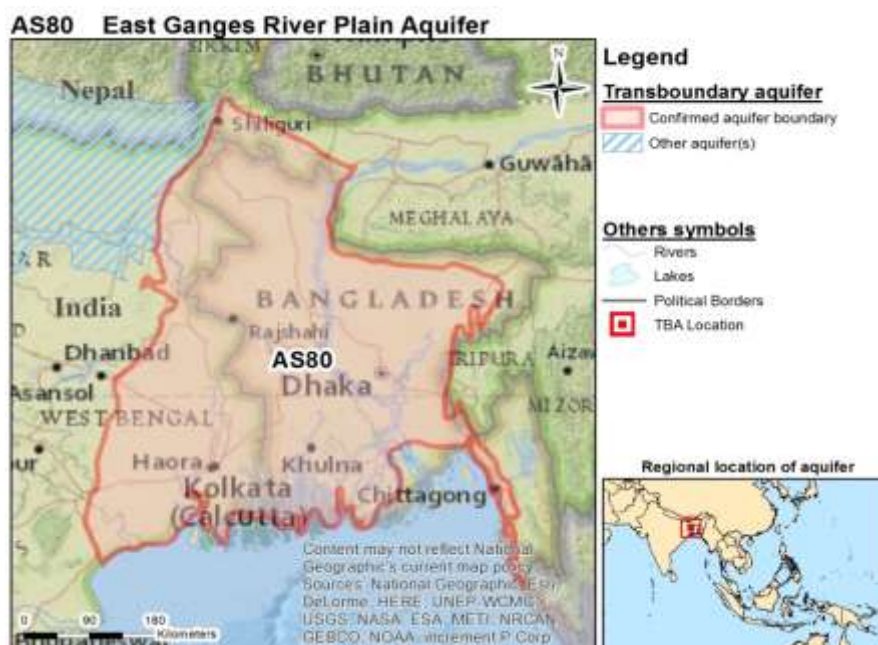 AS80 East Ganges River Plain Aquifer
SIKKIM
BHUTAN
Nepal
N
Shiliguri
Guwāhā
MEGHALAYA
AR
BANGLADESH
India
Rajshahi
Dhanbad
AS80
TRIPURA
Aizaw
Dhaka
Asansol
MIZOR
WEST BENGAL
Haora
Khulna
Kolkata
(Calcutta)
Chittagong
Content may not reflect National
Geographic's current map policy.
Sources: National Geographic, Esri,
DeLorme, HERE, UNEP-WCMC,
USGS, NASA, ESA, METI, NRCAN,
GEBCO, NOAA, increment P Corp
0 90 180
Kilometers
Legend
Transboundary aquifer
Confirmed aquifer boundary
Other aquifer(s)
Others symbols
Rivers
Lakes
Political Borders
TBA Location
Regional location of aquifer